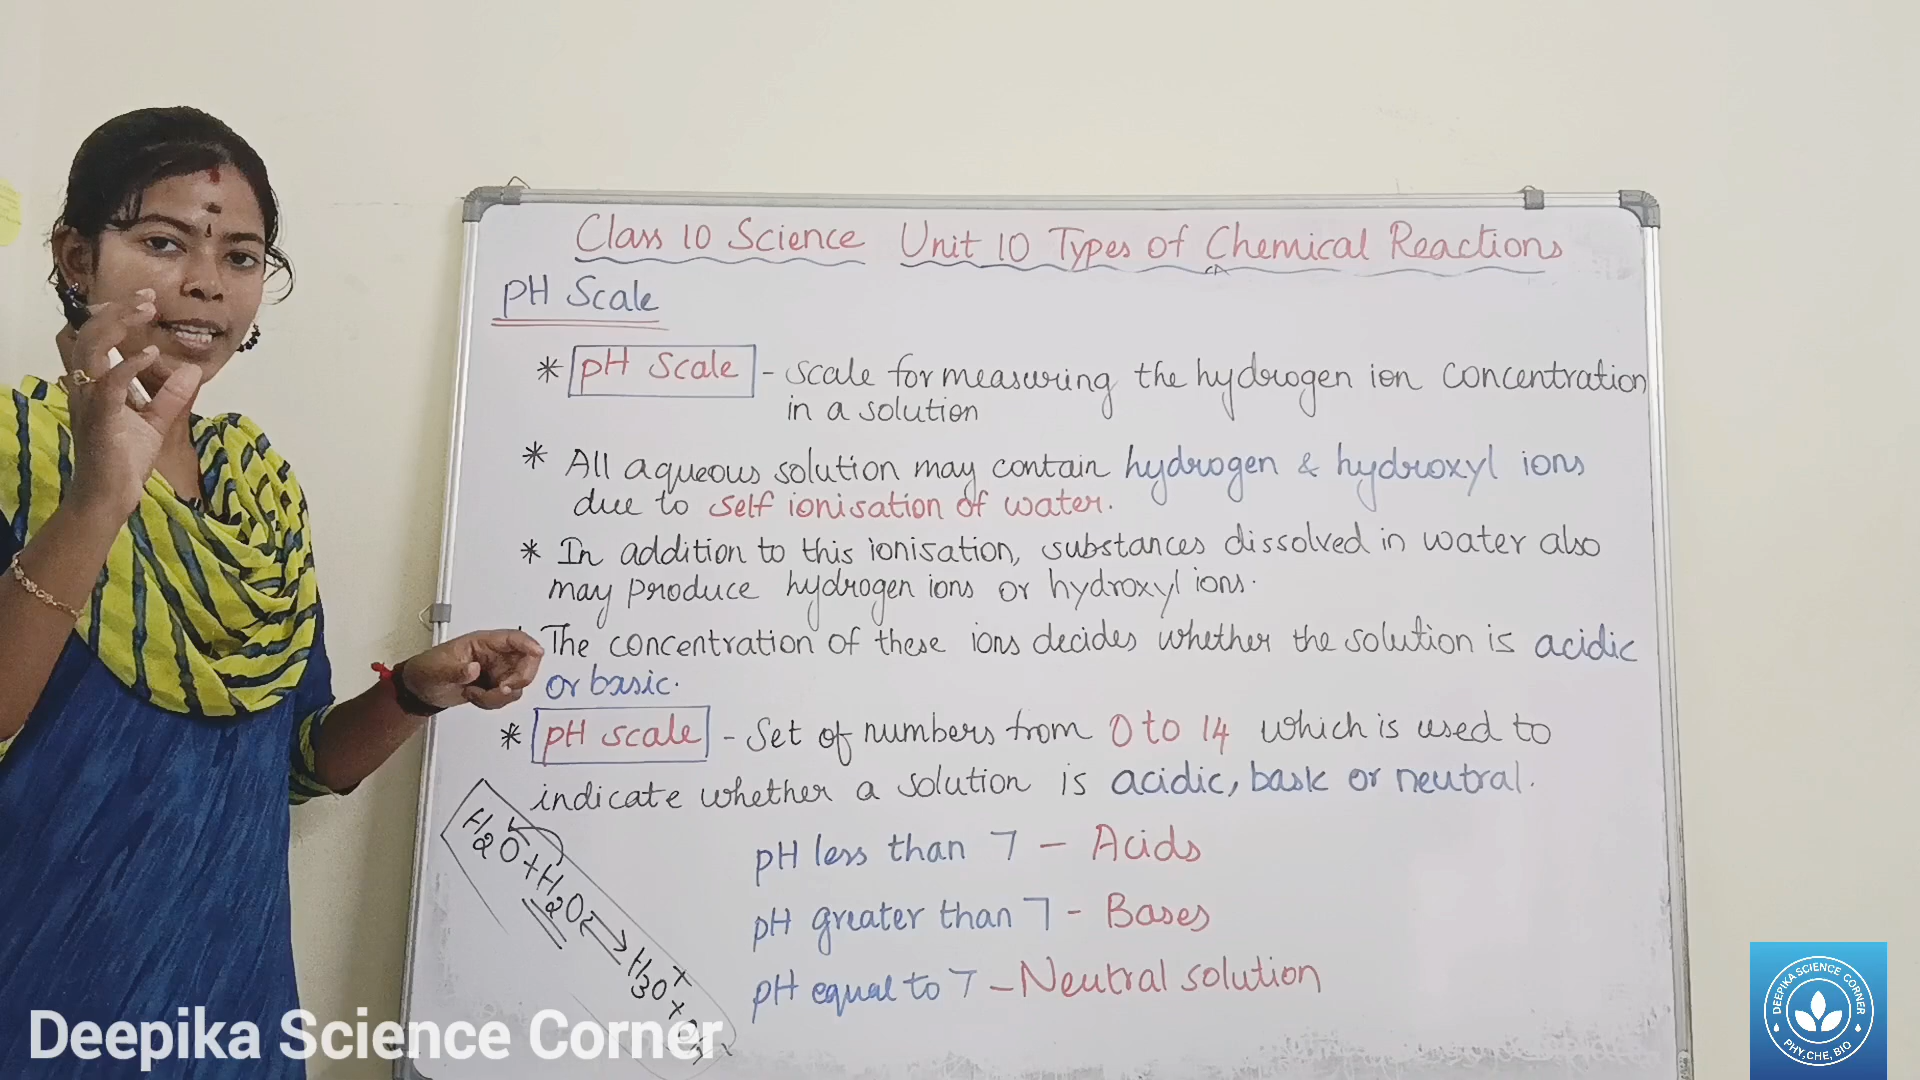 Class 10 Science Unit 10 Types of Chemical Reactions
pH Scale
* pH Scale - scale for measuring the hydrogen ion concentration
in a solution
* All aqueous solution may contain hydrogen & hydroxyl ions
due to self ionisation of water.
* In addition to this ionisation, substances dissolved in water also
may produce hydrogen ions or hydroxyl ions.
The concentration of these ions decides whether the solution is acidic
or basic.
* pH scale - Set of numbers from 0 to 14 which is used to
indicate whether a solution is acidic, basic or neutral.
pH less than 7 - Acids
pH greater than 7 - Bases
pH equal to 7 - Neutral solution
H2O + H2O ⇌ H3O+ +
Deepika Science Corner
DEEPIKA SCIENCE CORNER
PHY, CHE, BIO